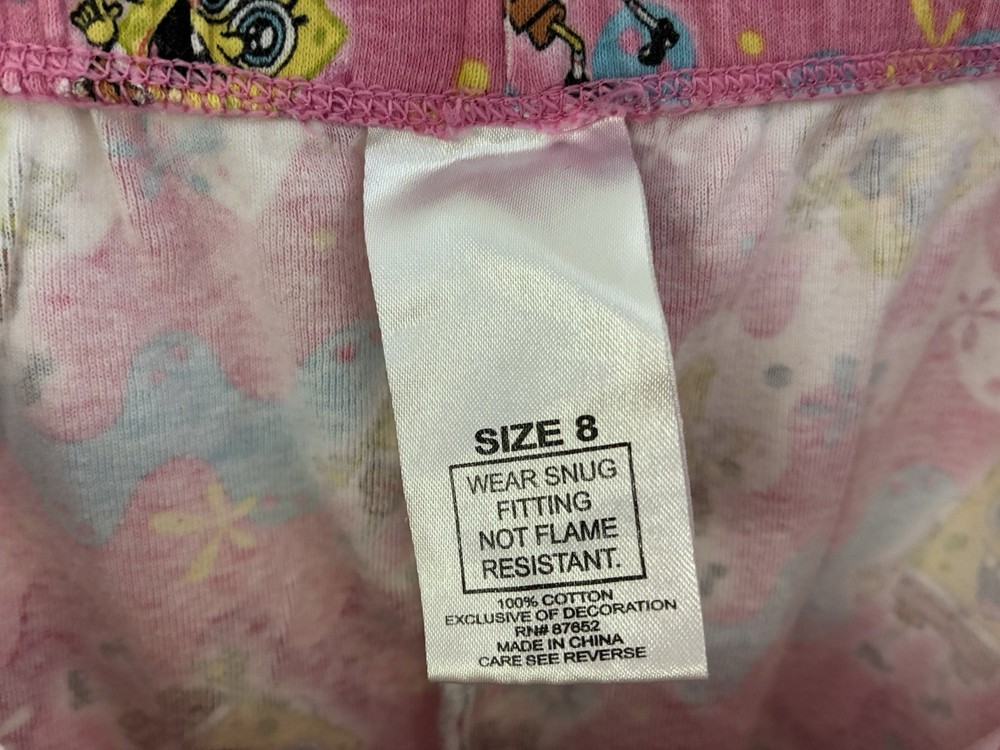 SIZE 8
WEAR SNUG
FITTING
NOT FLAME
RESISTANT.
100% COTTON
EXCLUSIVE OF DECORATION
RN# 87652
MADE IN CHINA
CARE SEE REVERSE